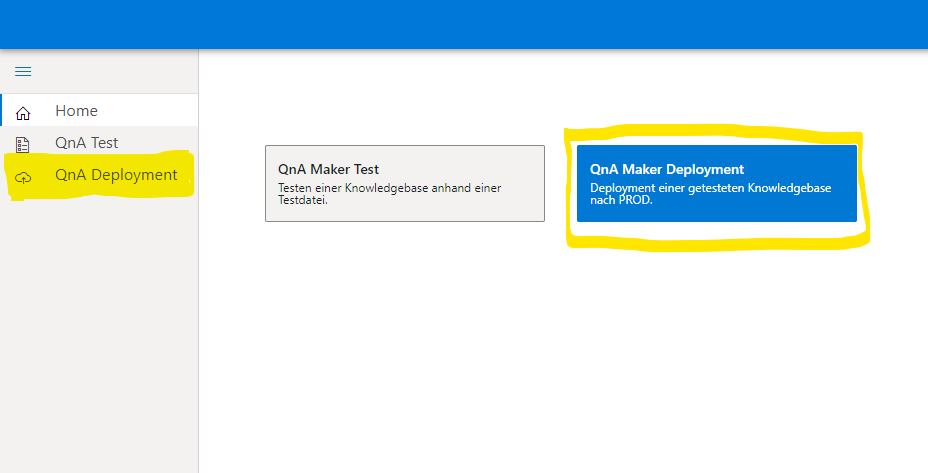 Home
QnA Test
QnA Deployment
QnA Maker Test
Testen einer Knowledgebase anhand einer
Testdatei.
QnA Maker Deployment
Deployment einer getesteten Knowledgebase
nach PROD.